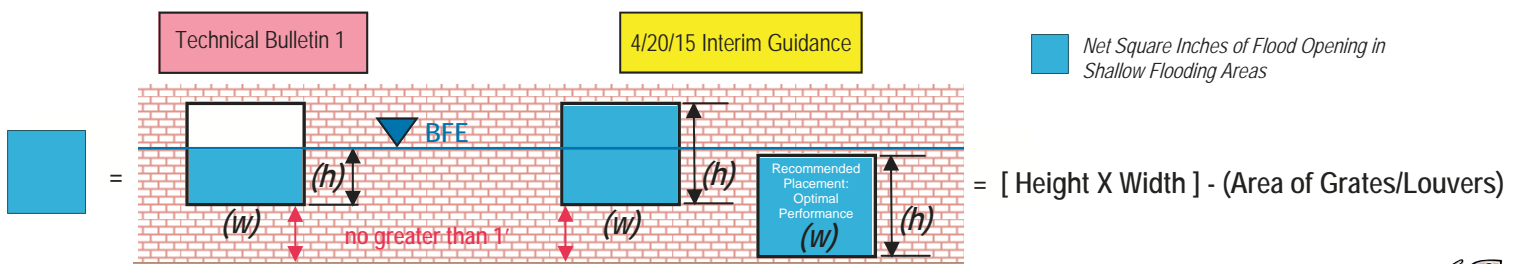 Technical Bulletin 1
4/20/15 Interim Guidance
Net Square Inches of Flood Opening in
Shallow Flooding Areas
BFE
=
(h)
(w)
no greater than 1'
(h)
(w)
Recommended
Placement:
Optimal
Performance
(w)
(h)
= [ Height X Width ] - (Area of Grates/Louvers)